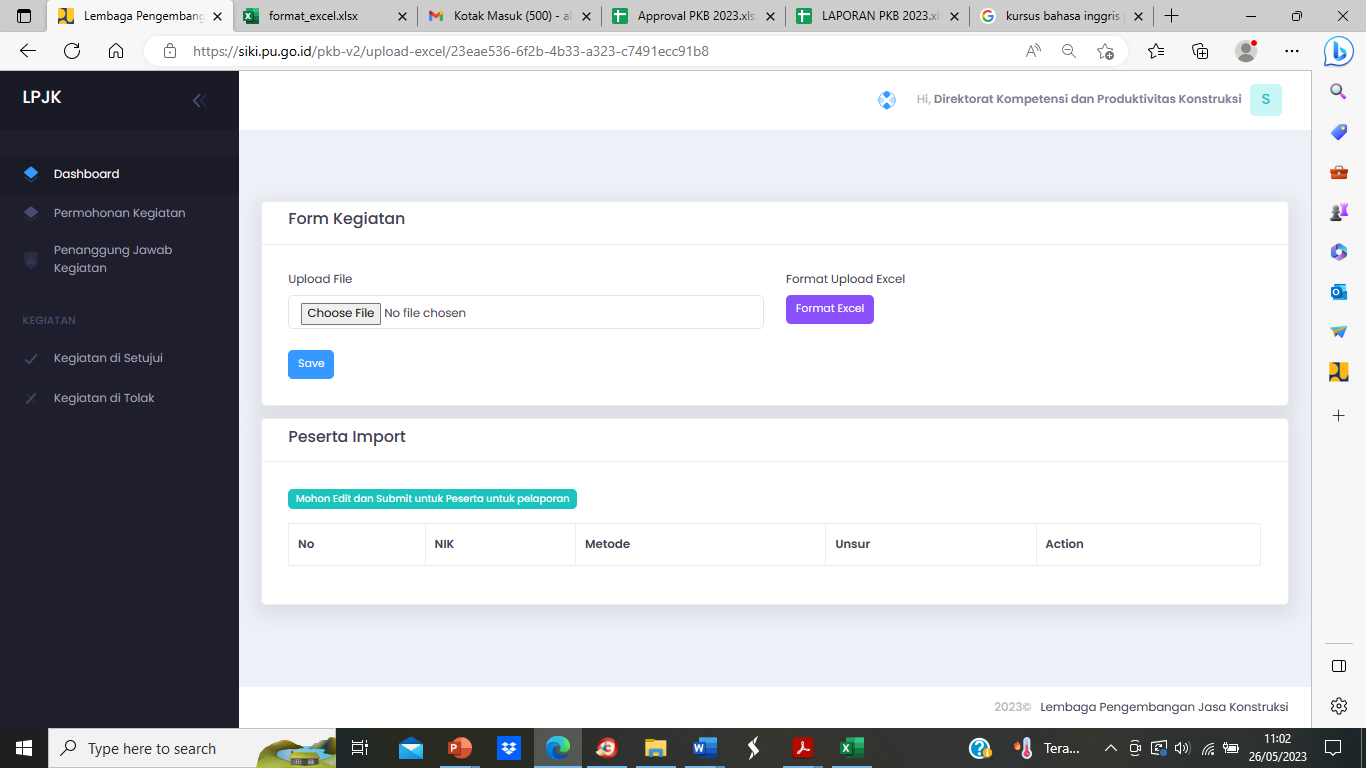 Lembaga Pengembang
format_excel.xlsx
Kotak Masuk (500) - al
Approval PKB 2023.xls
LAPORAN PKB 2023.xl
kursus bahasa inggris
https://siki.pu.go.id/pkb-v2/upload-excel/23eae536-6f2b-4b33-a323-c7491ecc91b8
LPJK
Hi, Direktorat Kompetensi dan Produktivitas Konstruksi
S
Dashboard
Permohonan Kegiatan
Penanggung Jawab
Kegiatan
KEGIATAN
Kegiatan di Setujui
Kegiatan di Tolak
Form Kegiatan
Upload File
Format Upload Excel
Choose File No file chosen
Format Excel
Save
Peserta Import
Mohon Edit dan Submit untuk Peserta untuk pelaporan
No NIK Metode Unsur Action
2023© Lembaga Pengembangan Jasa Konstruksi
Type here to search
Tera...
11:02
26/05/2023